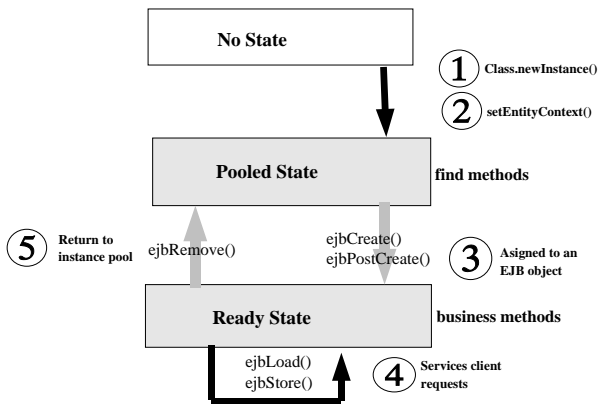 No State
1 Class.newInstance()
2 setEntityContext()
Pooled State
find methods
5 Return to
instance pool
ejbRemove()
ejbCreate()
ejbPostCreate()
3 Asigned to an
EJB object
Ready State
business methods
ejbLoad()
ejbStore()
4 Services client
requests